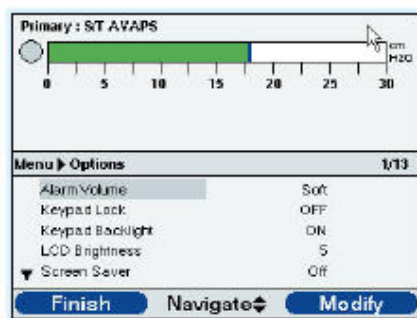 Primary : S/T AVAPS
cm
H2O
0 5 10 15 20 25 30
Menu Options 1/13
Alarm Volume Soft
Keypad Lock OFF
Keypad Backlight ON
LCD Brightness 5
Screen Saver Off
Finish Navigate Modify